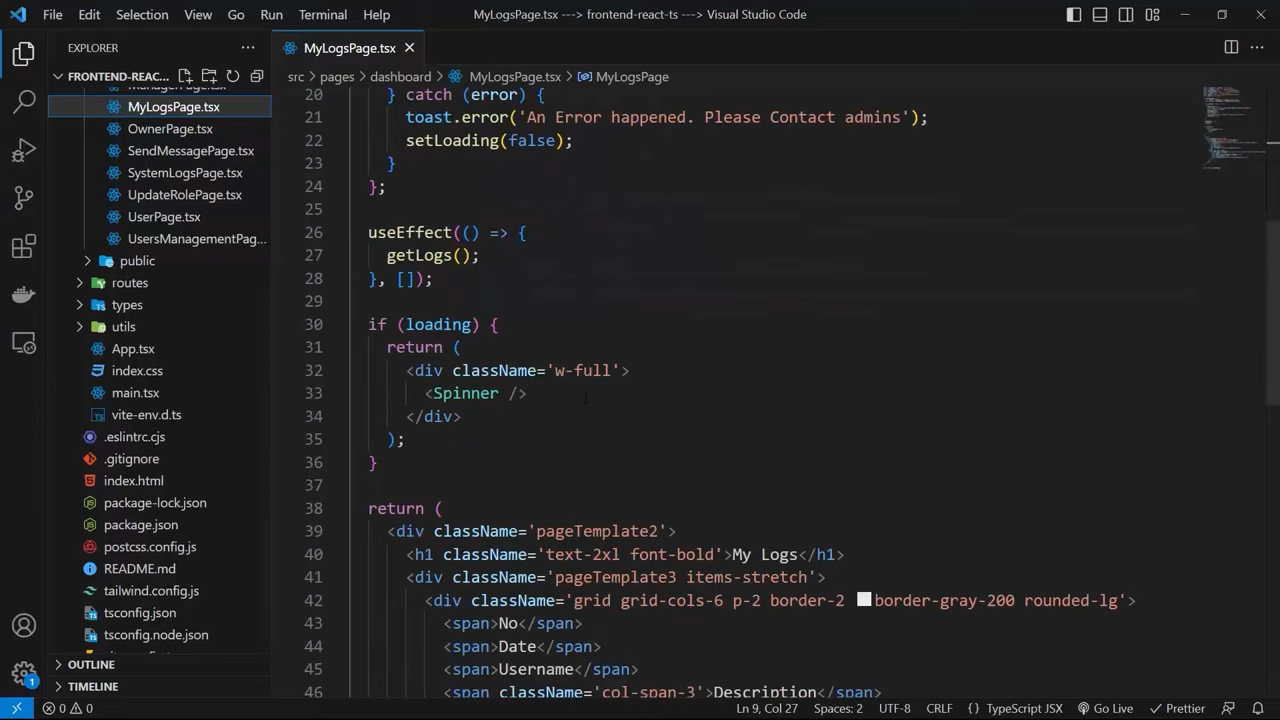 File Edit Selection View Go Run Terminal Help MyLogsPage.tsx ---> frontend-react-ts ---> Visual Studio Code
EXPLORER
FRONTEND-REAC...
MyLogsPage.tsx
OwnerPage.tsx
SendMessagePage.tsx
SystemLogsPage.tsx
UpdateRolePage.tsx
UserPage.tsx
UsersManagementPag...
public
routes
types
utils
App.tsx
index.css
main.tsx
vite-env.d.ts
.eslintrc.cjs
.gitignore
index.html
package-lock.json
package.json
postcss.config.js
README.md
tailwind.config.js
tsconfig.json
tsconfig.node.json
OUTLINE
TIMELINE
MyLogsPage.tsx
src > pages > dashboard > MyLogsPage.tsx > MyLogsPage
20 } catch (error) {
21 toast.error('An Error happened. Please Contact admins');
22 setLoading(false);
23 }
24 };
25
26 useEffect(() => {
27 getLogs();
28 }, []);
29
30 if (loading) {
31 return (
32 <div className='w-full'>
33 <Spinner />
34 </div>
35 );
36 }
37
38 return (
39 <div className='pageTemplate2'>
40 <h1 className='text-2xl font-bold'>My Logs</h1>
41 <div className='pageTemplate3 items-stretch'>
42 <div className='grid grid-cols-6 p-2 border-2 border-gray-200 rounded-lg'>
43 <span>No</span>
44 <span>Date</span>
45 <span>Username</span>
46 <span className='col-span-3'>Description</span>
1
0 0 Ln 9, Col 27 Spaces: 2 UTF-8 CRLF {} TypeScript JSX Go Live Prettier